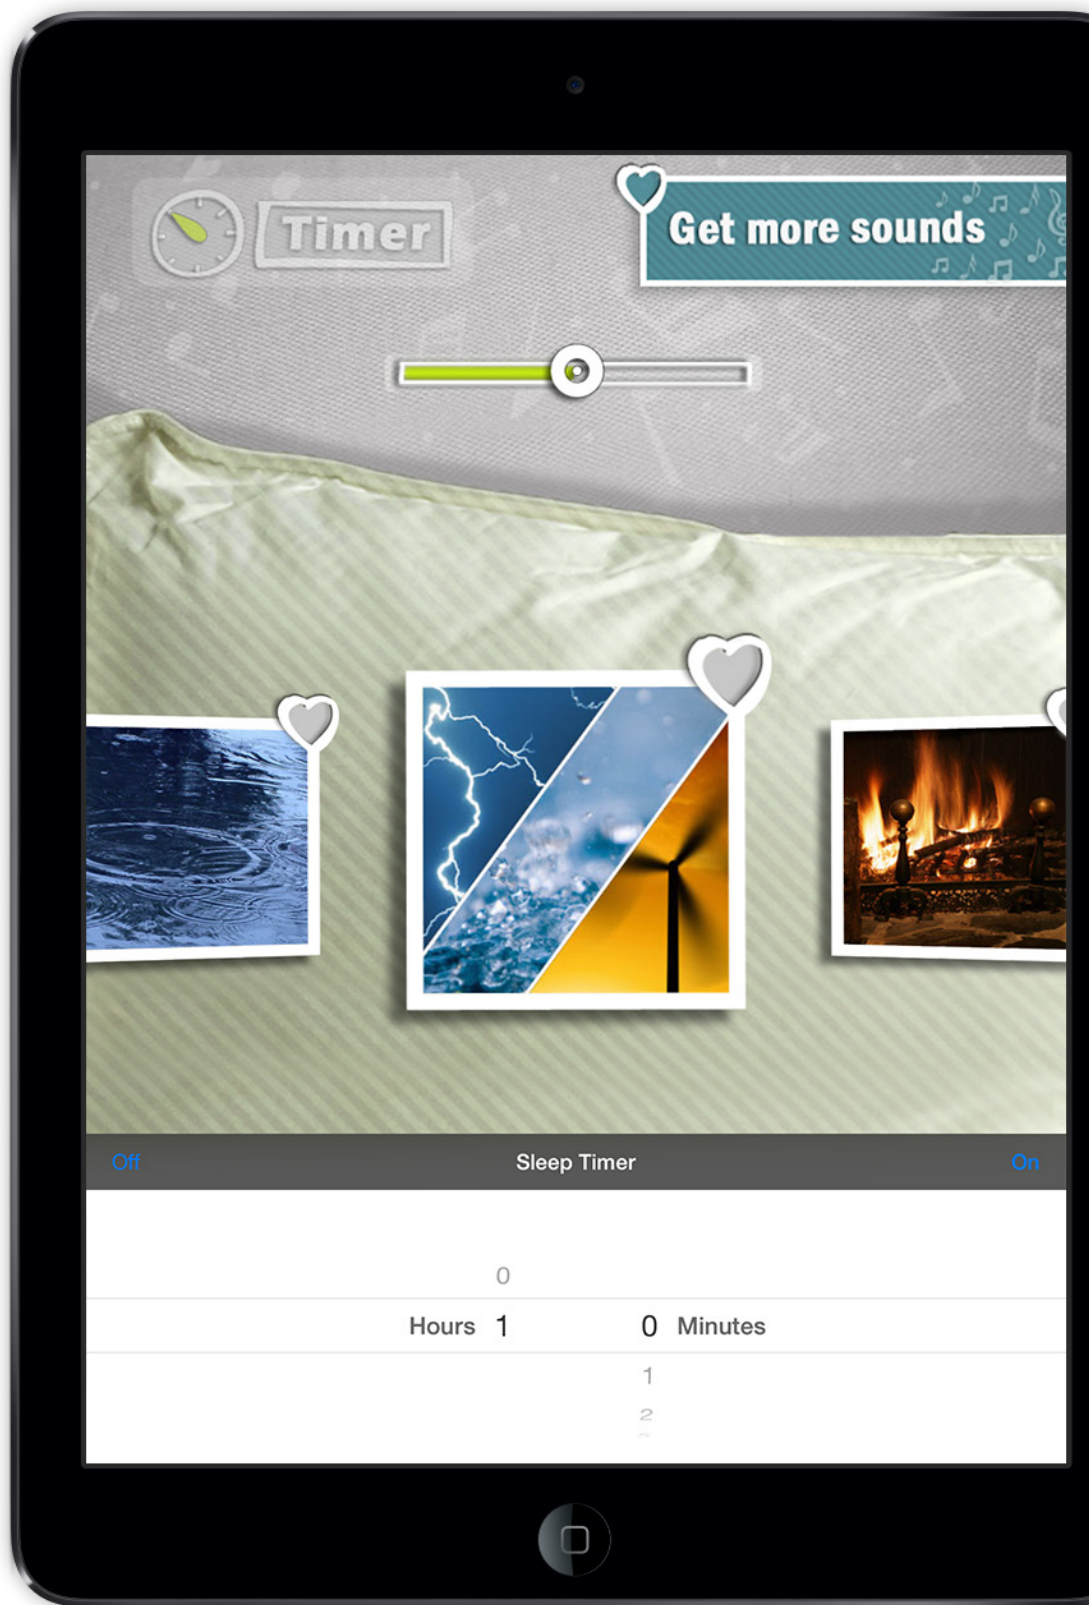 Timer
Get more sounds
Off Sleep Timer On
0
Hours 1 0 Minutes
1
2